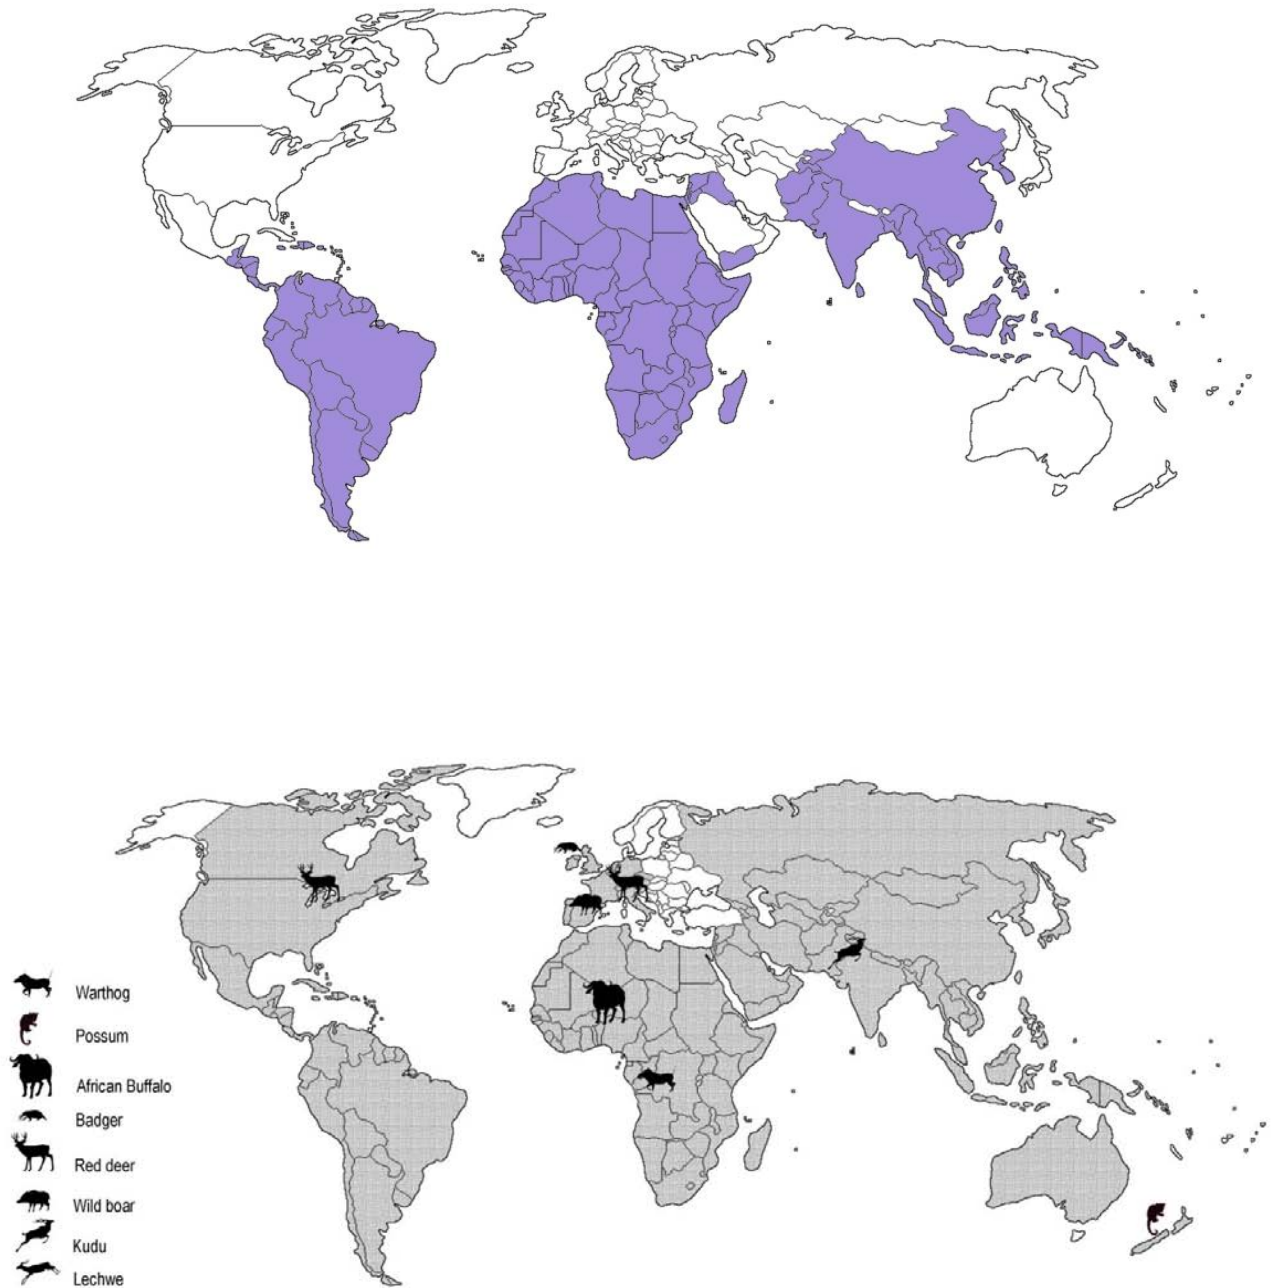 Warthog
Possum
African Buffalo
Badger
Red deer
Wild boar
Kudu
Lechwe